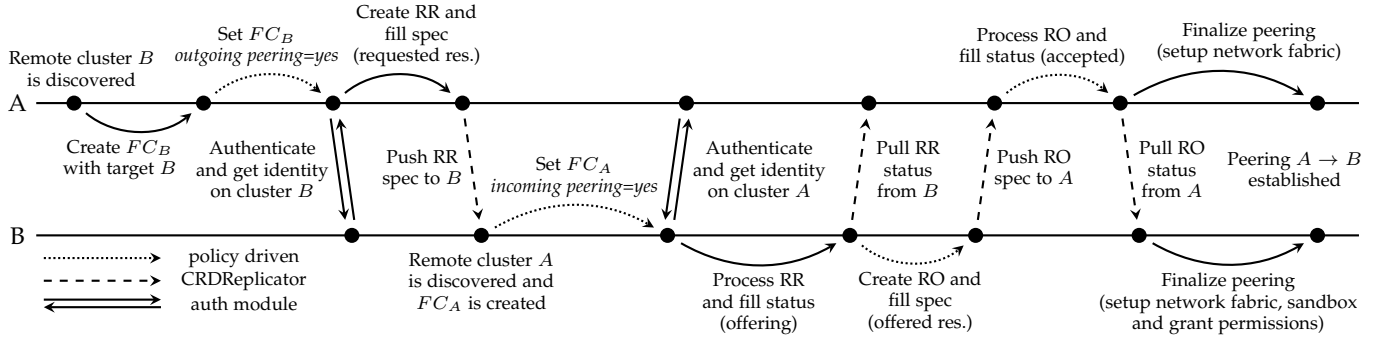 Remote cluster B
is discovered
Set FC_B
outgoing peering=yes
Create RR and
fill spec
(requested res.)
Process RO and
fill status (accepted)
Finalize peering
(setup network fabric)
A
Create FC_B
with target B
Authenticate
and get identity
on cluster B
Push RR
spec to B
Set FC_A
incoming peering=yes
Authenticate
and get identity
on cluster A
Pull RR
status
from B
Push RO
spec to A
Pull RO
status
from A
Peering A → B
established
B
policy driven
CRDReplicator
auth module
Remote cluster A
is discovered and
FC_A is created
Process RR
and fill status
(offering)
Create RO and
fill spec
(offered res.)
Finalize peering
(setup network fabric, sandbox
and grant permissions)